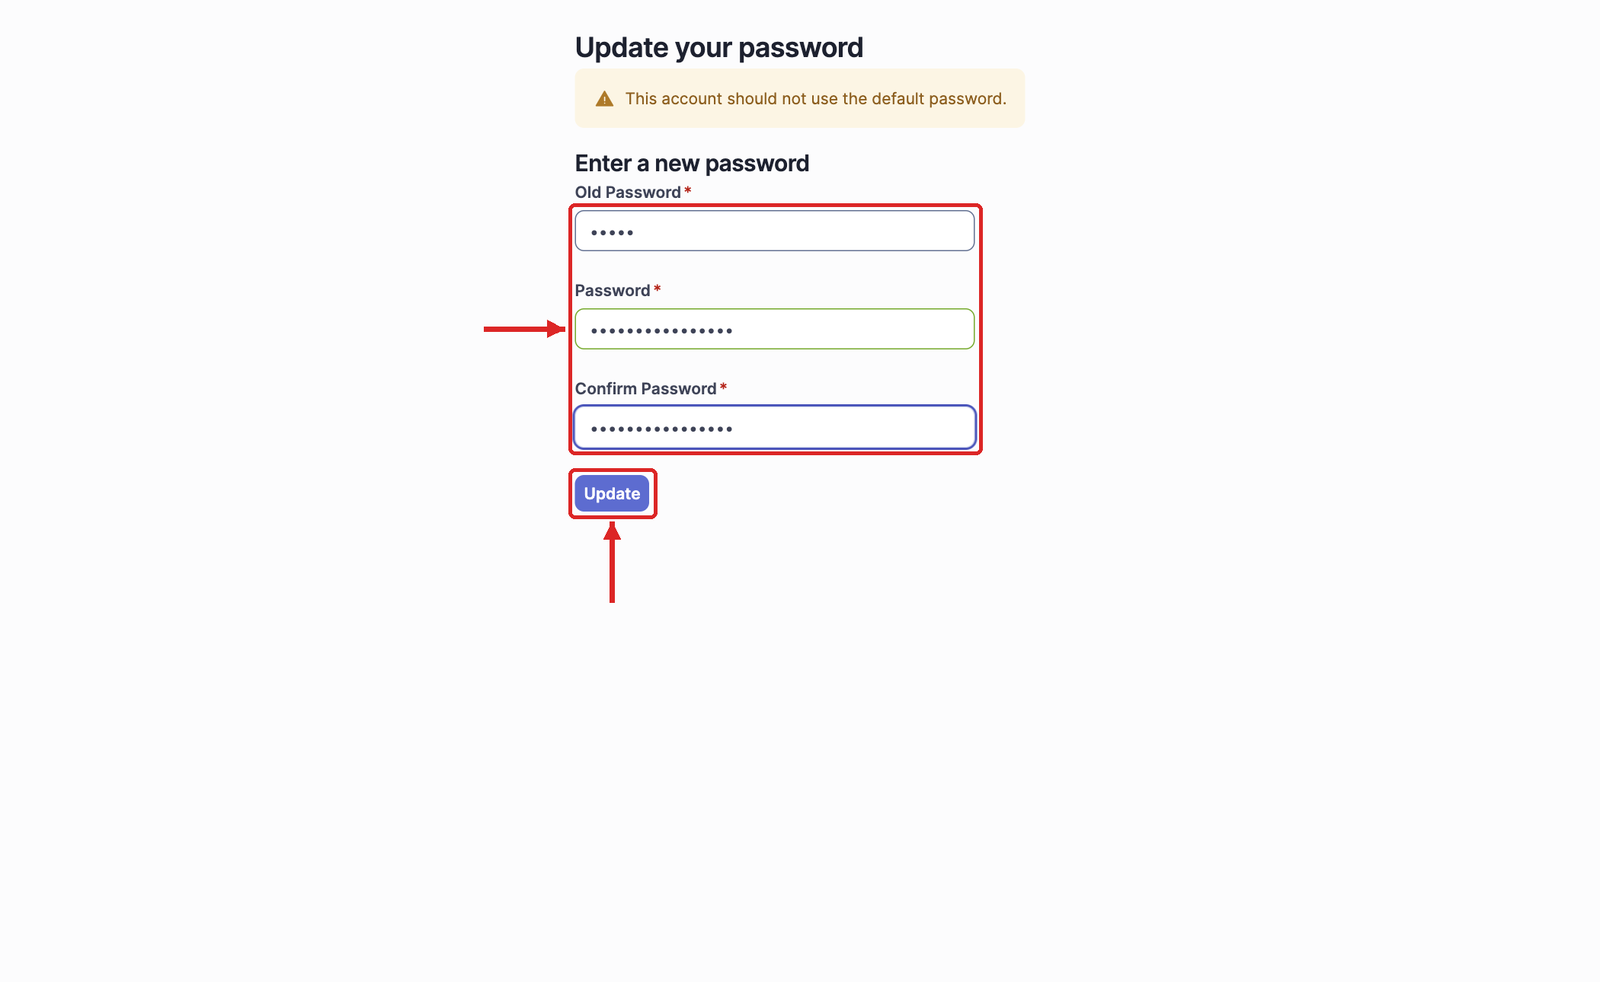 Update your password
This account should not use the default password.
Enter a new password
Old Password *
•••••
Password *
••••••••••••••••
Confirm Password *
••••••••••••••••
Update